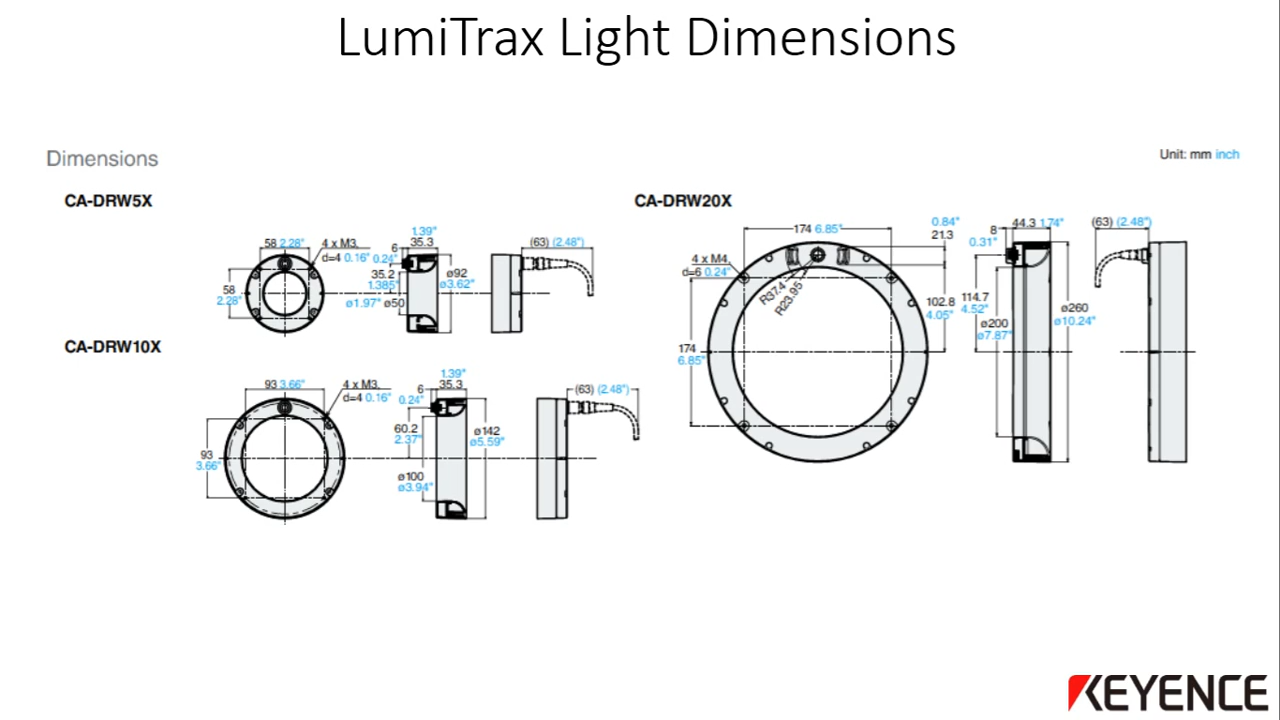 LumiTrax Light Dimensions
Dimensions
Unit: mm inch
CA-DRW5X
58 2.28"
4 x M3,
d=4 0.16"
58
2.28"
1.39"
35.3
6
0.24"
35.2
1.385"
ø50
ø1.97"
ø92
ø3.62"
(63) (2.48")
CA-DRW10X
93 3.66"
4 x M3,
d=4 0.16"
93
3.66"
1.39"
35.3
6
0.24"
60.2
2.37"
ø100
ø3.94"
ø142
ø5.59"
(63) (2.48")
CA-DRW20X
174 6.85"
4 x M4,
d=6 0.24"
174
6.85"
R37.4
R23.95
0.84"
21.3
102.8
4.05"
44.3 1.74"
8
0.31"
114.7
4.52"
ø200
ø7.87"
ø260
ø10.24"
(63) (2.48")
KEYENCE